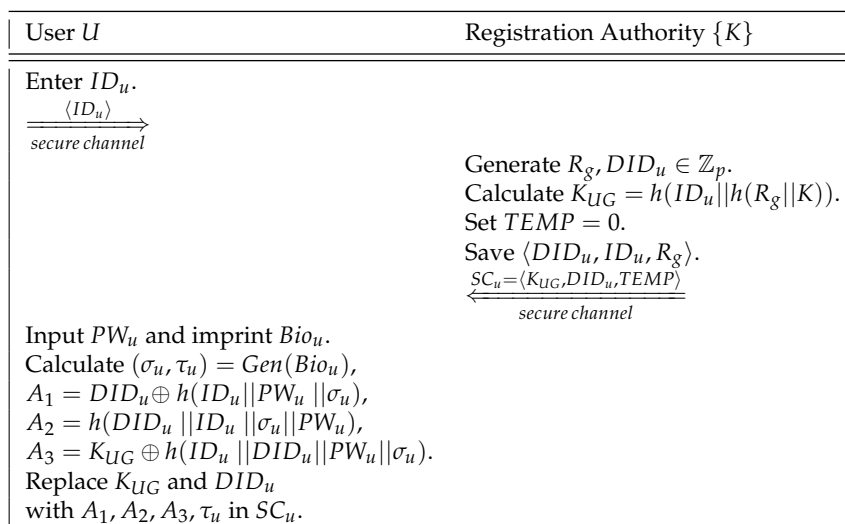 User U Registration Authority {K}
Enter ID_u.
⟨ID_u⟩
secure channel
Generate R_g, DID_u ∈ ℤ_p.
Calculate K_UG = h(ID_u||h(R_g||K)).
Set TEMP = 0.
Save ⟨DID_u, ID_u, R_g⟩.
SC_u=⟨K_UG,DID_u,TEMP⟩
secure channel
Input PW_u and imprint Bio_u.
Calculate (σ_u, τ_u) = Gen(Bio_u),
A_1 = DID_u ⊕ h(ID_u||PW_u ||σ_u),
A_2 = h(DID_u ||ID_u ||σ_u||PW_u),
A_3 = K_UG ⊕ h(ID_u ||DID_u||PW_u||σ_u).
Replace K_UG and DID_u
with A_1, A_2, A_3, τ_u in SC_u.